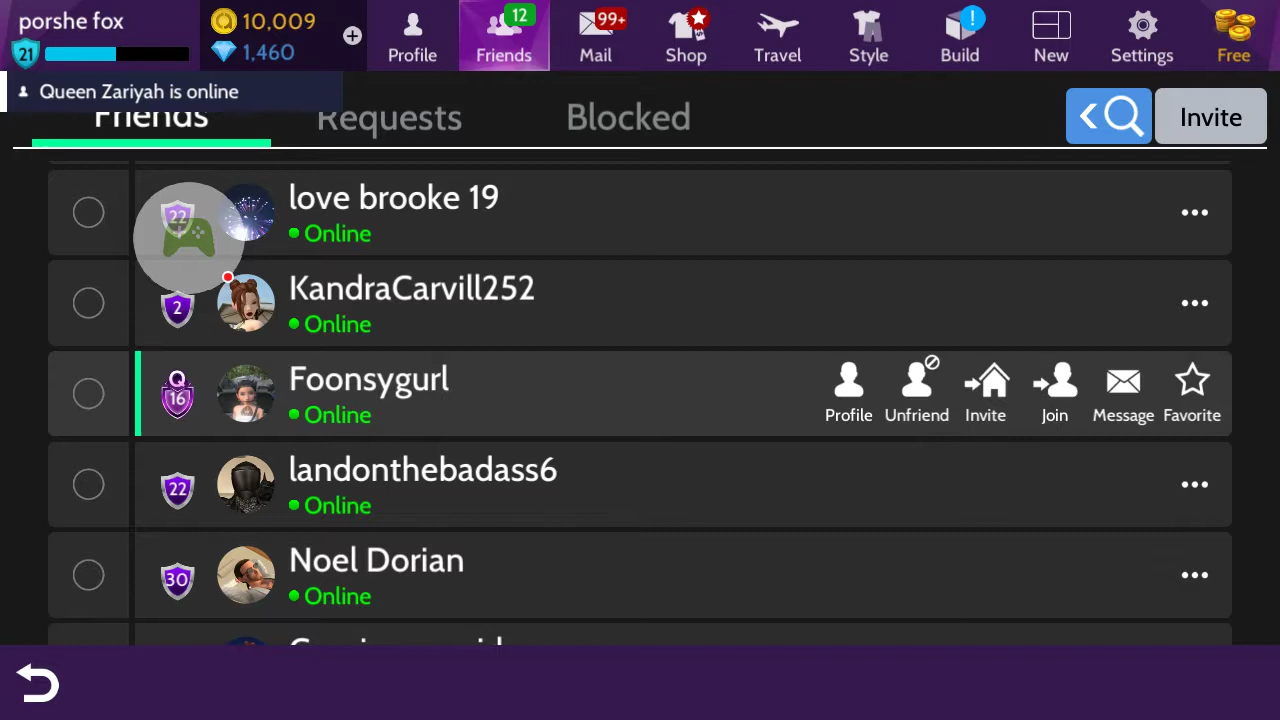 porshe fox
21
10,009
1,460
Profile
12
Friends
99+
Mail
Shop
Travel
Style
!
Build
New
Settings
Free
Queen Zariyah is online
Friends
Requests
Blocked
Invite
22
love brooke 19
Online
2
KandraCarvill252
Online
Q
16
Foonsygurl
Online
Profile
Unfriend
Invite
Join
Message
Favorite
22
landonthebadass6
Online
30
Noel Dorian
Online